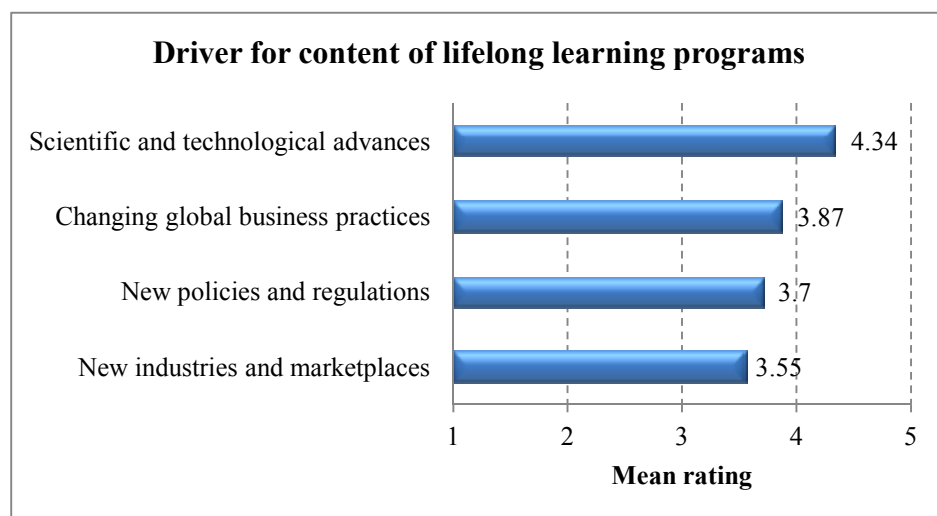 Driver for content of lifelong learning programs
Scientific and technological advances
4.34
Changing global business practices
3.87
New policies and regulations
3.7
New industries and marketplaces
3.55
1 2 3 4 5
Mean rating